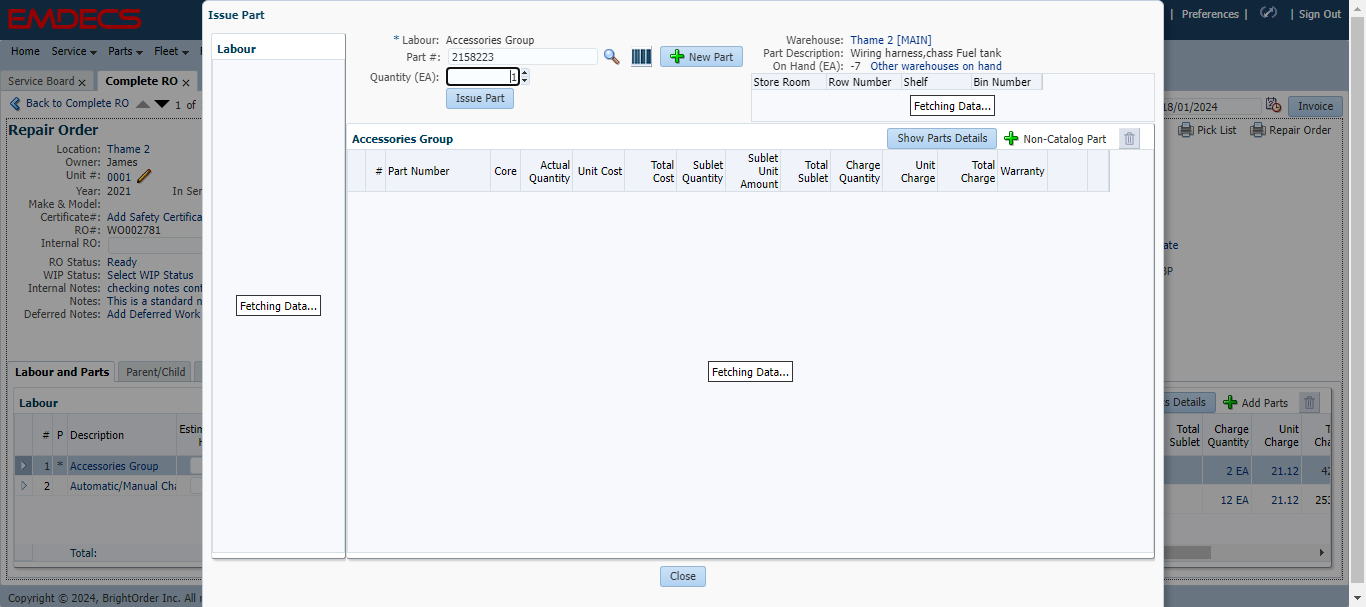 EMDECS
| Preferences | | Sign Out
Home Service Parts Fleet
Service Board x Complete RO x
Back to Complete RO 1 of
18/01/2024 Invoice
Pick List Repair Order
Repair Order
Location: Thame 2
Owner: James
Unit #: 0001
Year: 2021 In Ser
Make & Model:
Certificate#: Add Safety Certifica
RO#: WO002781
Internal RO:
RO Status: Ready
WIP Status: Select WIP Status
Internal Notes: checking notes cont
Notes: This is a standard n
Deferred Notes: Add Deferred Work
Labour and Parts Parent/Child
Labour
# P Description
1 * Accessories Group
2 Automatic/Manual Cha
Total:
Issue Part
Labour
Fetching Data...
* Labour: Accessories Group
Part #: 2158223 New Part
Quantity (EA): 1
Issue Part
Warehouse: Thame 2 [MAIN]
Part Description: Wiring harness,chass Fuel tank
On Hand (EA): -7 Other warehouses on hand
Store Room Row Number Shelf Bin Number
Fetching Data...
Accessories Group Show Parts Details Non-Catalog Part
# Part Number Core Actual Quantity Unit Cost Total Cost Sublet Quantity Sublet Unit Amount Total Sublet Charge Quantity Unit Charge Total Charge Warranty
Fetching Data...
Close
s Details Add Parts
Total Sublet Charge Quantity Unit Charge
2 EA 21.12
12 EA 21.12
Copyright © 2024, BrightOrder Inc. All